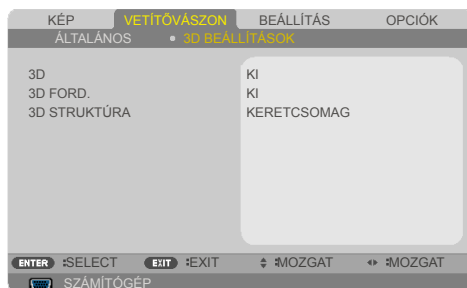 KÉP VETÍTŐVÁSZON BEÁLLÍTÁS OPCIÓK
ÁLTALÁNOS • 3D BEÁLLÍTÁSOK
3D KI
3D FORD. KI
3D STRUKTÚRA KERETCSOMAG
ENTER :SELECT EXIT :EXIT :MOZGAT :MOZGAT
SZÁMÍTÓGÉP